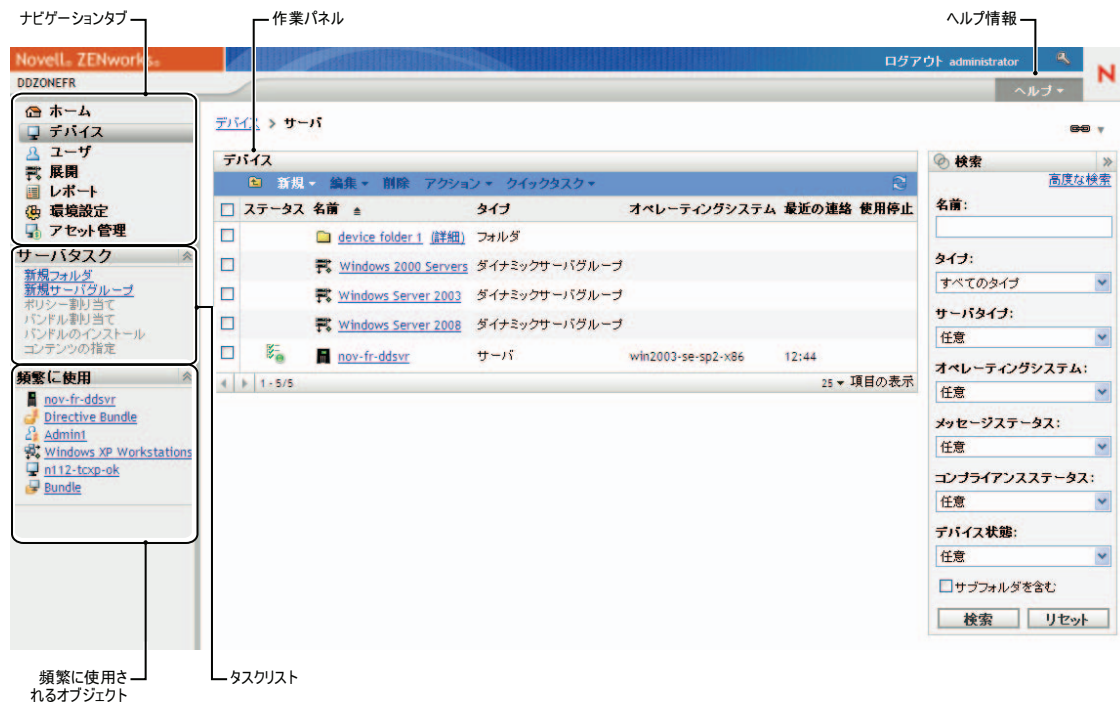 ナビゲーションタブ
作業パネル
ヘルプ情報
Novell® ZENworks®
ログアウト administrator
N
DDZONEFR
ヘルプ
ホーム
デバイス
ユーザ
展開
レポート
環境設定
アセット管理
サーバタスク
新規フォルダ
新規サーバグループ
ポリシー割り当て
バンドル割り当て
バンドルのインストール
コンテンツの指定
頻繁に使用
nov-fr-ddsvr
Directive Bundle
Admin1
Windows XP Workstations
n112-tcxp-ok
Bundle
デバイス > サーバ
デバイス
新規 編集 削除 アクション クイックタスク
ステータス 名前 タイプ オペレーティングシステム 最近の連絡 使用停止
device folder 1 (詳細) フォルダ
Windows 2000 Servers ダイナミックサーバグループ
Windows Server 2003 ダイナミックサーバグループ
Windows Server 2008 ダイナミックサーバグループ
nov-fr-ddsvr サーバ win2003-se-sp2-x86 12:44
1 - 5/5 25 項目の表示
検索
高度な検索
名前:
タイプ:
すべてのタイプ
サーバタイプ:
任意
オペレーティングシステム:
任意
メッセージステータス:
任意
コンプライアンスステータス:
任意
デバイス状態:
任意
サブフォルダを含む
検索 リセット
頻繁に使用さ
れるオブジェクト
タスクリスト